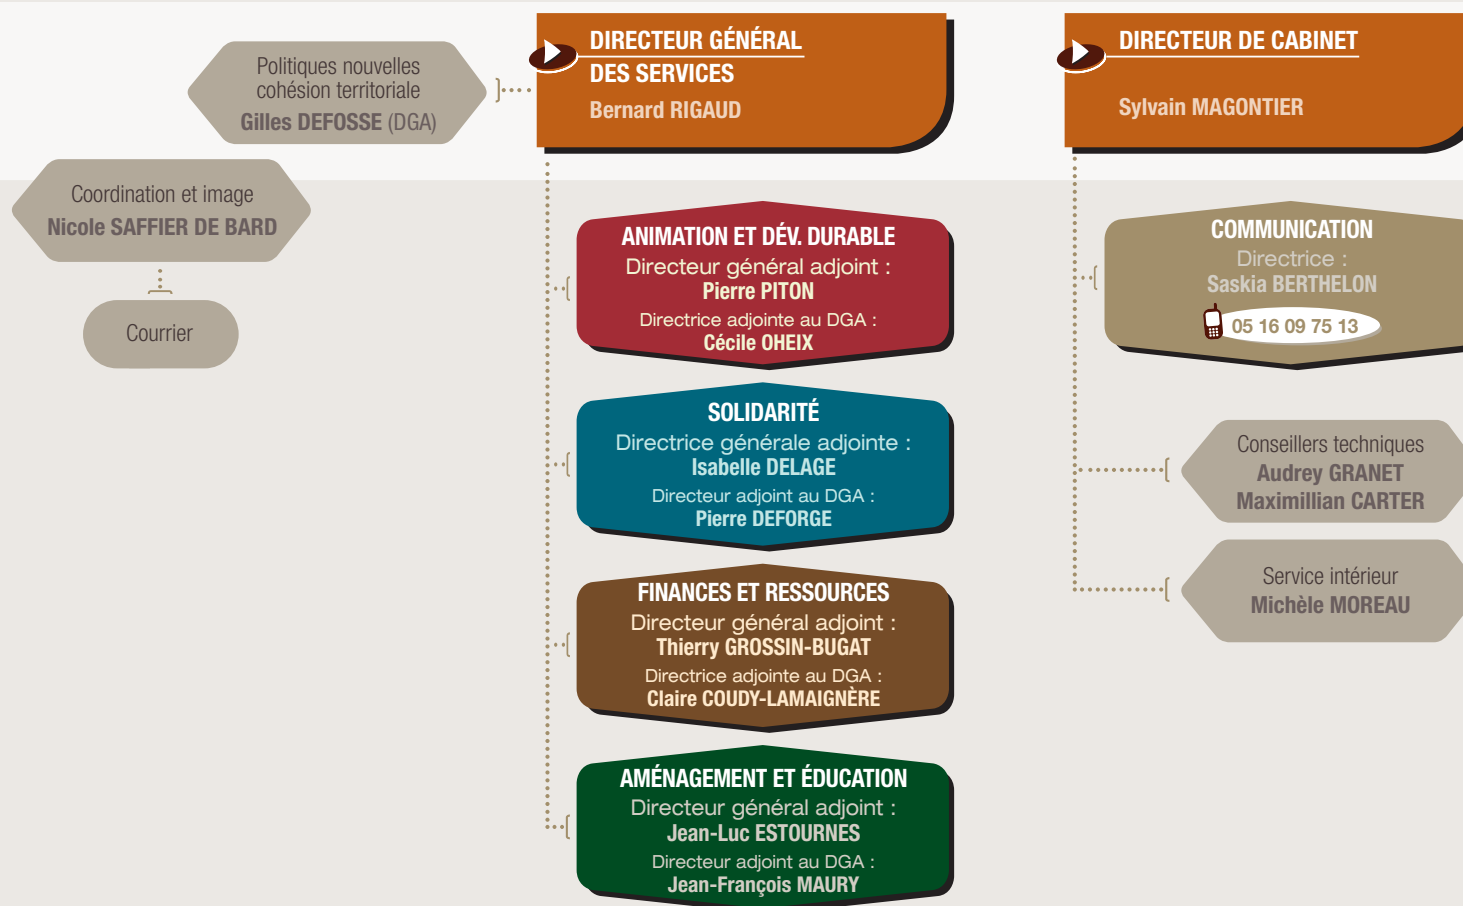 Politiques nouvelles
cohésion territoriale
Gilles DEFOSSE (DGA)
Coordination et image
Nicole SAFFIER DE BARD
Courrier
DIRECTEUR GÉNÉRAL
DES SERVICES
Bernard RIGAUD
ANIMATION ET DÉV. DURABLE
Directeur général adjoint :
Pierre PITON
Directrice adjointe au DGA :
Cécile OHEIX
SOLIDARITÉ
Directrice générale adjointe :
Isabelle DELAGE
Directeur adjoint au DGA :
Pierre DEFORGE
FINANCES ET RESSOURCES
Directeur général adjoint :
Thierry GROSSIN-BUGAT
Directrice adjointe au DGA :
Claire COUDY-LAMAIGNÈRE
AMÉNAGEMENT ET ÉDUCATION
Directeur général adjoint :
Jean-Luc ESTOURNES
Directeur adjoint au DGA :
Jean-François MAURY
DIRECTEUR DE CABINET
Sylvain MAGONTIER
COMMUNICATION
Directrice :
Saskia BERTHELON
05 16 09 75 13
Conseillers techniques
Audrey GRANET
Maximillian CARTER
Service intérieur
Michèle MOREAU